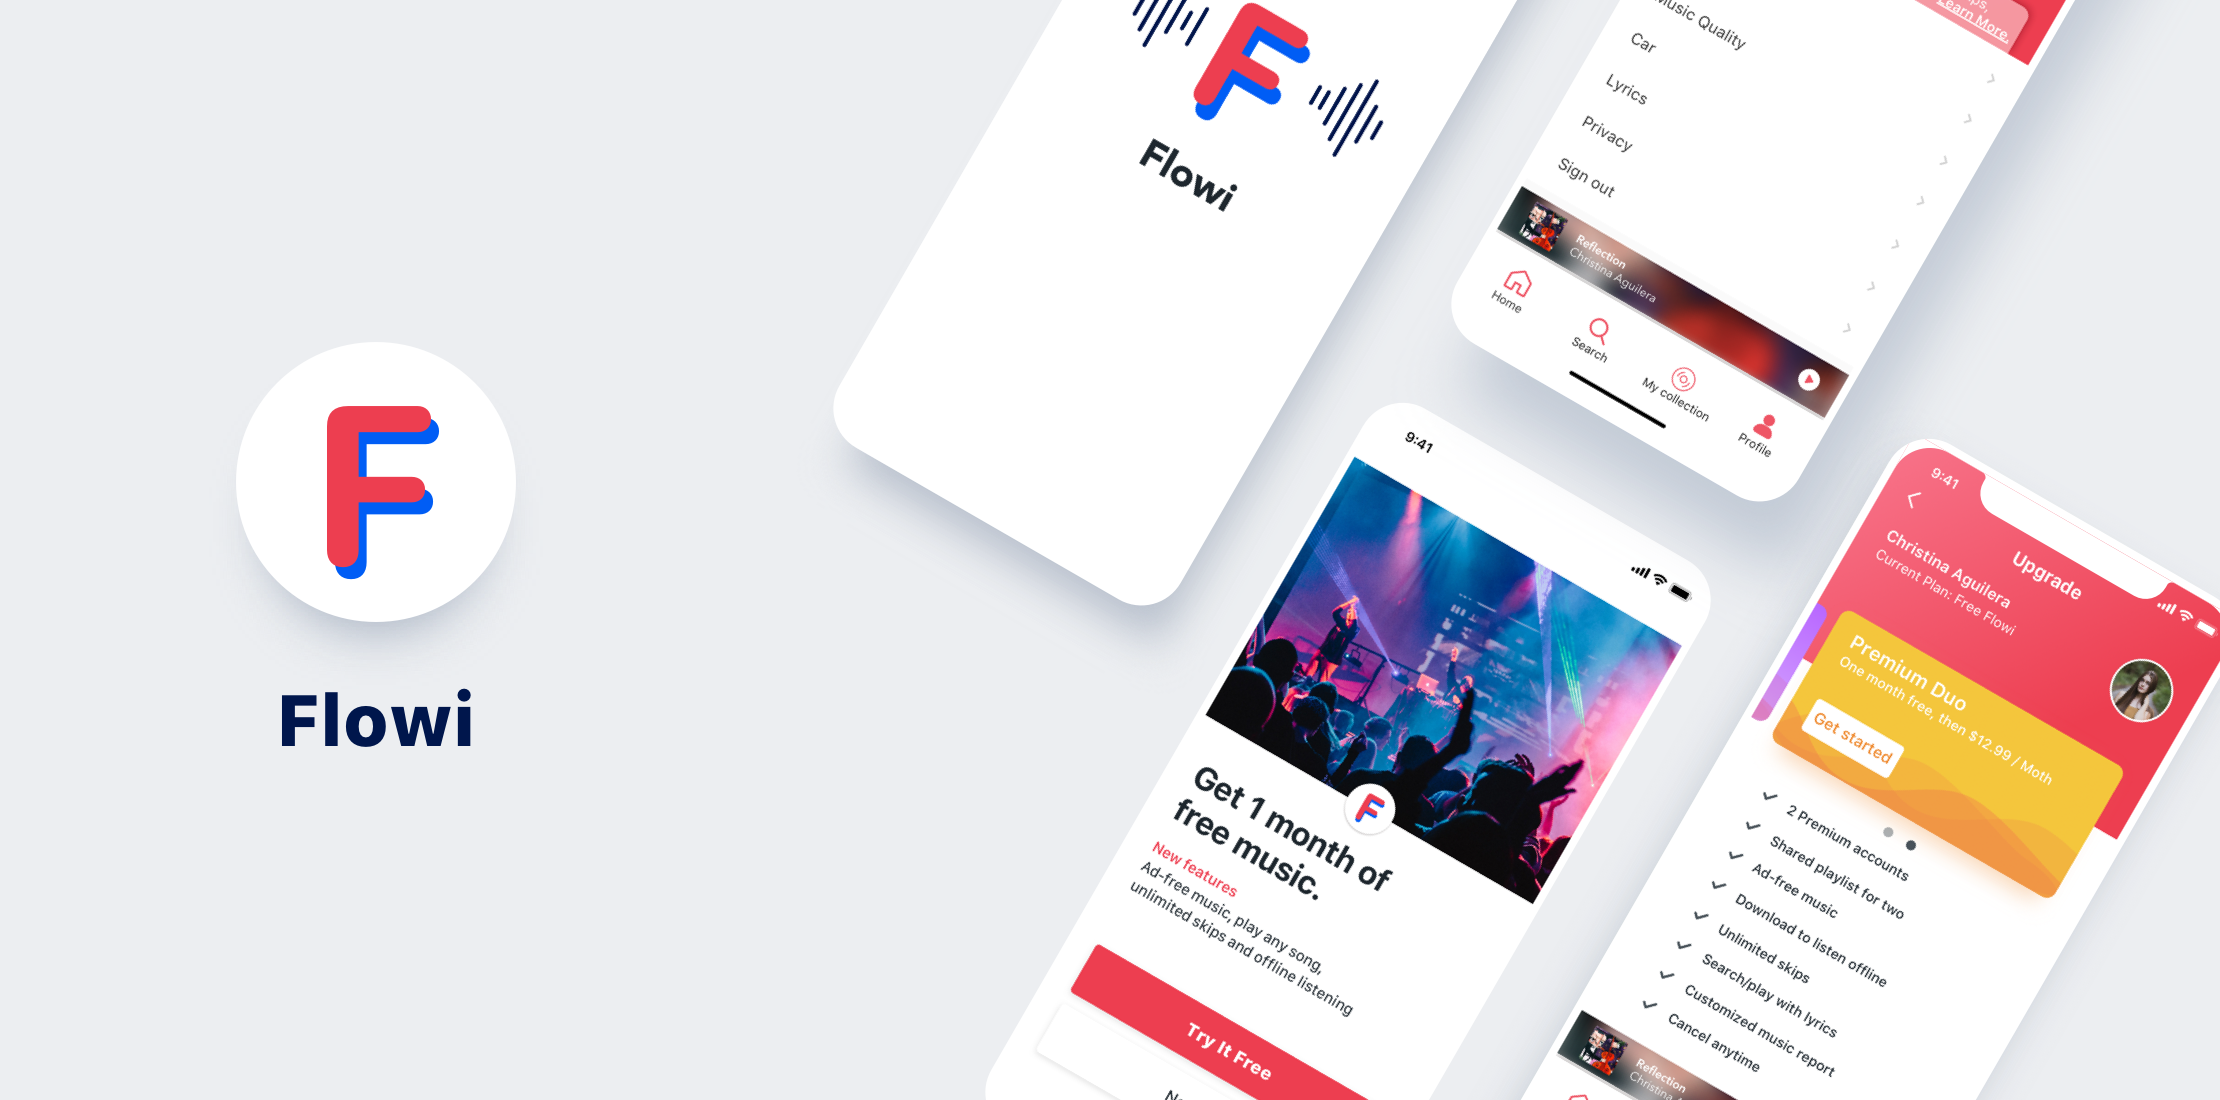 F
Flowi
F
Flowi
Learn More.
Music Quality
Car
Lyrics
Privacy
Sign out
Reflection
Christina Aguilera
Home
Search
My collection
Profile
9:41
F
Get 1 month of
free music.
New features
Ad-free music, play any song,
unlimited skips and offline listening
Try It Free
9:41
Upgrade
Christina Aguilera
Current Plan: Free Flowi
Premium Duo
One month free, then $12.99 / Moth
Get started
2 Premium accounts
Shared playlist for two
Ad-free music
Download to listen offline
Unlimited skips
Search/play with lyrics
Customized music report
Cancel anytime
Reflection
Christina